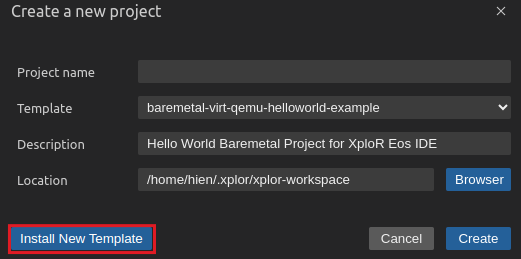 Create a new project
Project name
Template baremetal-virt-qemu-helloworld-example
Description Hello World Baremetal Project for XploR Eos IDE
Location /home/hien/.xplor/xplor-workspace Browser
Install New Template Cancel Create